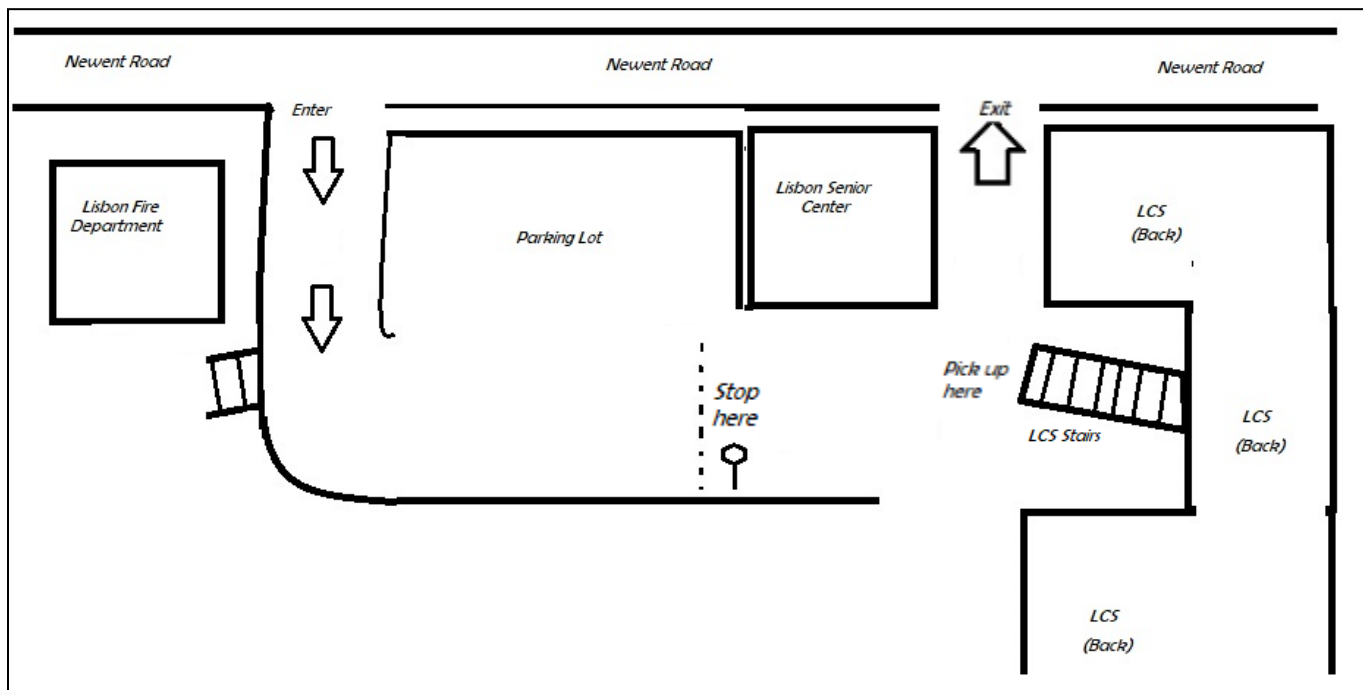 Newent Road
Newent Road
Newent Road
Enter
Exit
Lisbon Fire
Department
Parking Lot
Lisbon Senior
Center
LCS
(Back)
Stop
here
Pick up
here
LCS Stairs
LCS
(Back)
LCS
(Back)